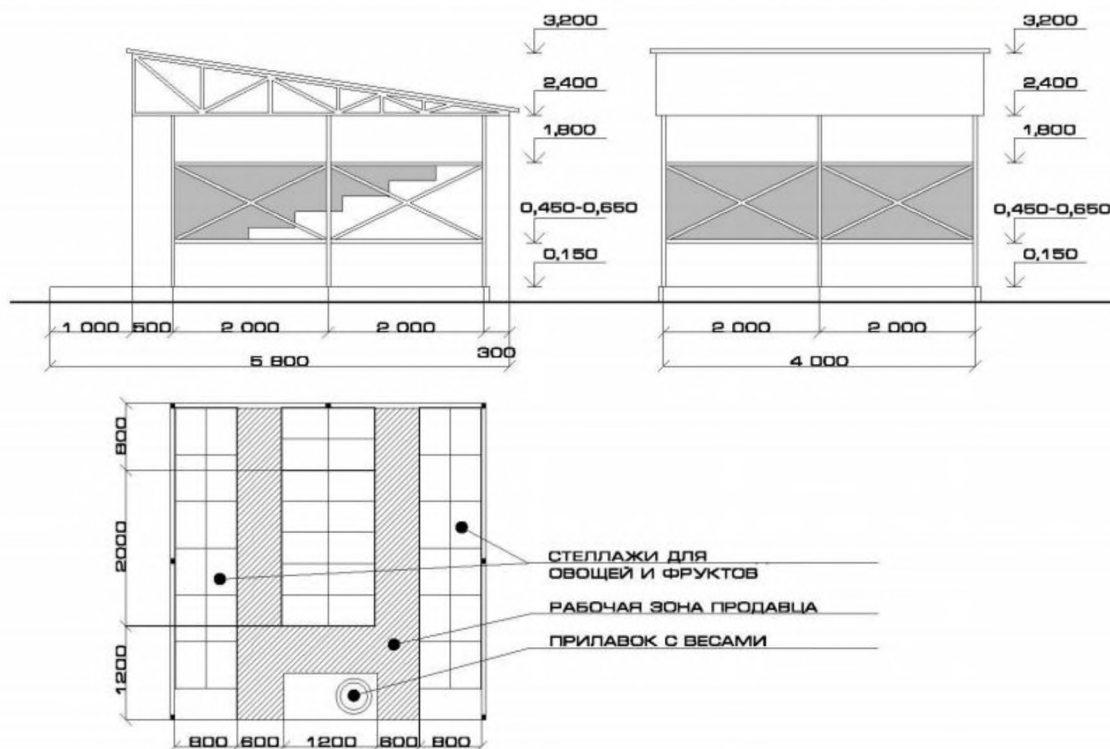 3,200
2,400
1,800
0,450-0,650
0,150
1 000 500 2 000 2 000
300
5 800
3,200
2,400
1,800
0,450-0,650
0,150
2 000 2 000
4 000
800
2000
1200
СТЕЛЛАЖИ ДЛЯ
ОВОЩЕЙ И ФРУКТОВ
РАБОЧАЯ ЗОНА ПРОДАВЦА
ПРИЛАВОК С ВЕСАМИ
800 600 1200 600 800